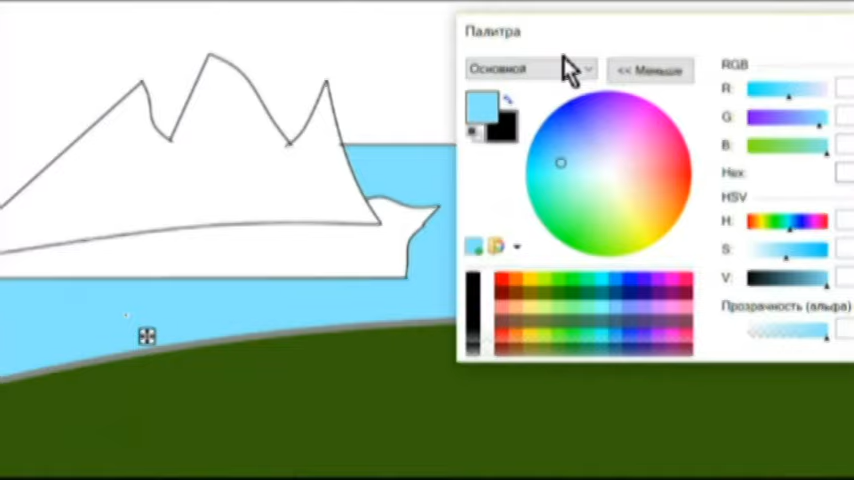 Палитра
Основной
<< Меньше
RGB
R:
G:
B:
Hex:
HSV
H:
S:
V:
Прозрачность (альфа)